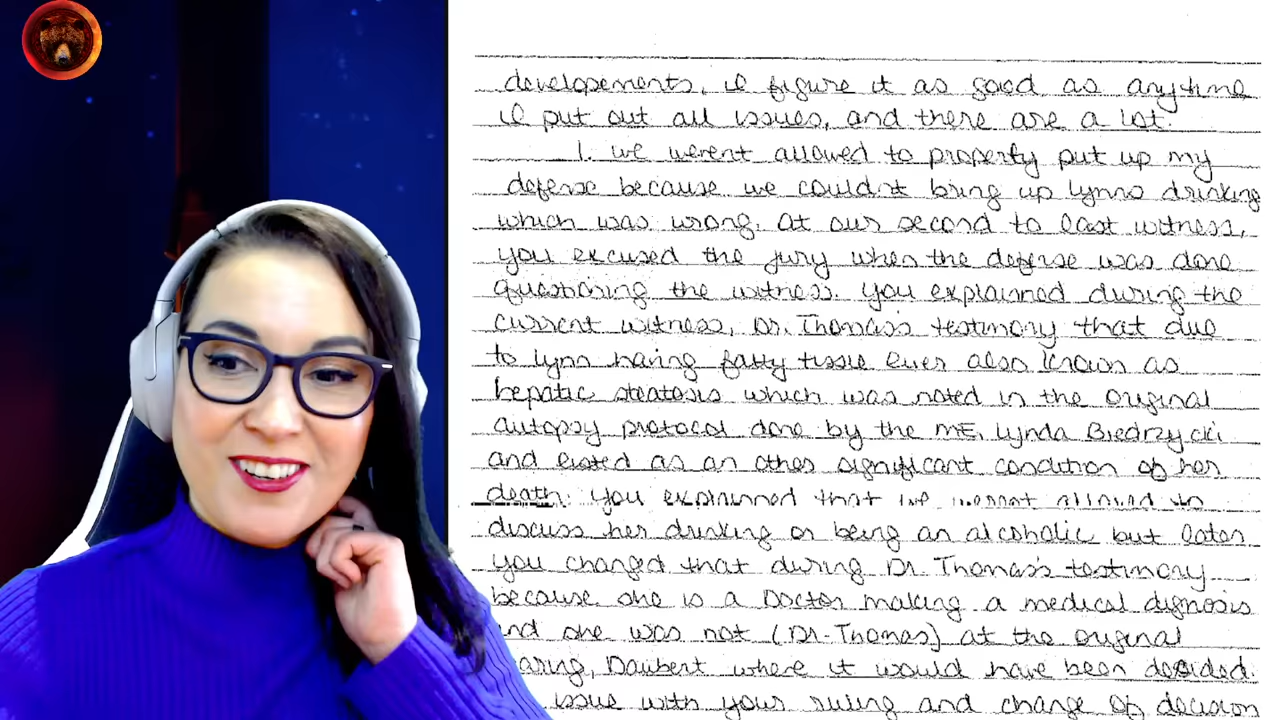 developements, I figure it as good as anytime
I put out all issues, and there are a lot.
1. we werent allowed to property put up my
defense because we couldn't bring up Lynns drinking
which was wrong. At our second to last witness,
you excused the jury when the defense was done
questioning the witness. You explained during the
current witness, Dr. Thomas's testimony that due
to Lynn having fatty tissie liver also known as
hepatic steatosis which was noted in the original
autopsy protocol done by the ME, Lynda Biedrzycki
and listed as an other significant condition of her
death. You explained that we werent allowed to
discuss her drinking or being an alcoholic but later
you changed that during Dr. Thomas's testimony
because she is a Doctor making a medical dignosis
and she was not (Dr. Thomas) at the original
aring, Daubert where it would have been decided.
issue with your ruling and change of decision